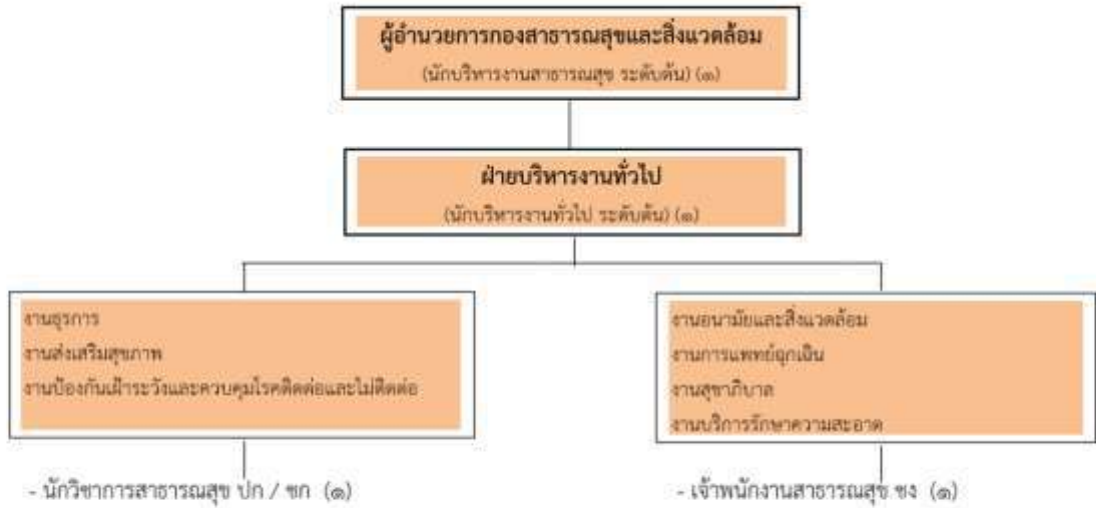 ผู้อำนวยการกองสาธารณสุขและสิ่งแวดล้อม
(นักบริหารงานสาธารณสุข ระดับต้น) (๑)
ฝ่ายบริหารงานทั่วไป
(นักบริหารงานทั่วไป ระดับต้น) (๑)
งานธุรการ
งานส่งเสริมสุขภาพ
งานป้องกันเฝ้าระวังและควบคุมโรคติดต่อและไม่ติดต่อ
- นักวิชาการสาธารณสุข ปก / ชก (๑)
งานอนามัยและสิ่งแวดล้อม
งานการแพทย์ฉุกเฉิน
งานสุขาภิบาล
งานบริการรักษาความสะอาด
- เจ้าพนักงานสาธารณสุข ชง (๑)